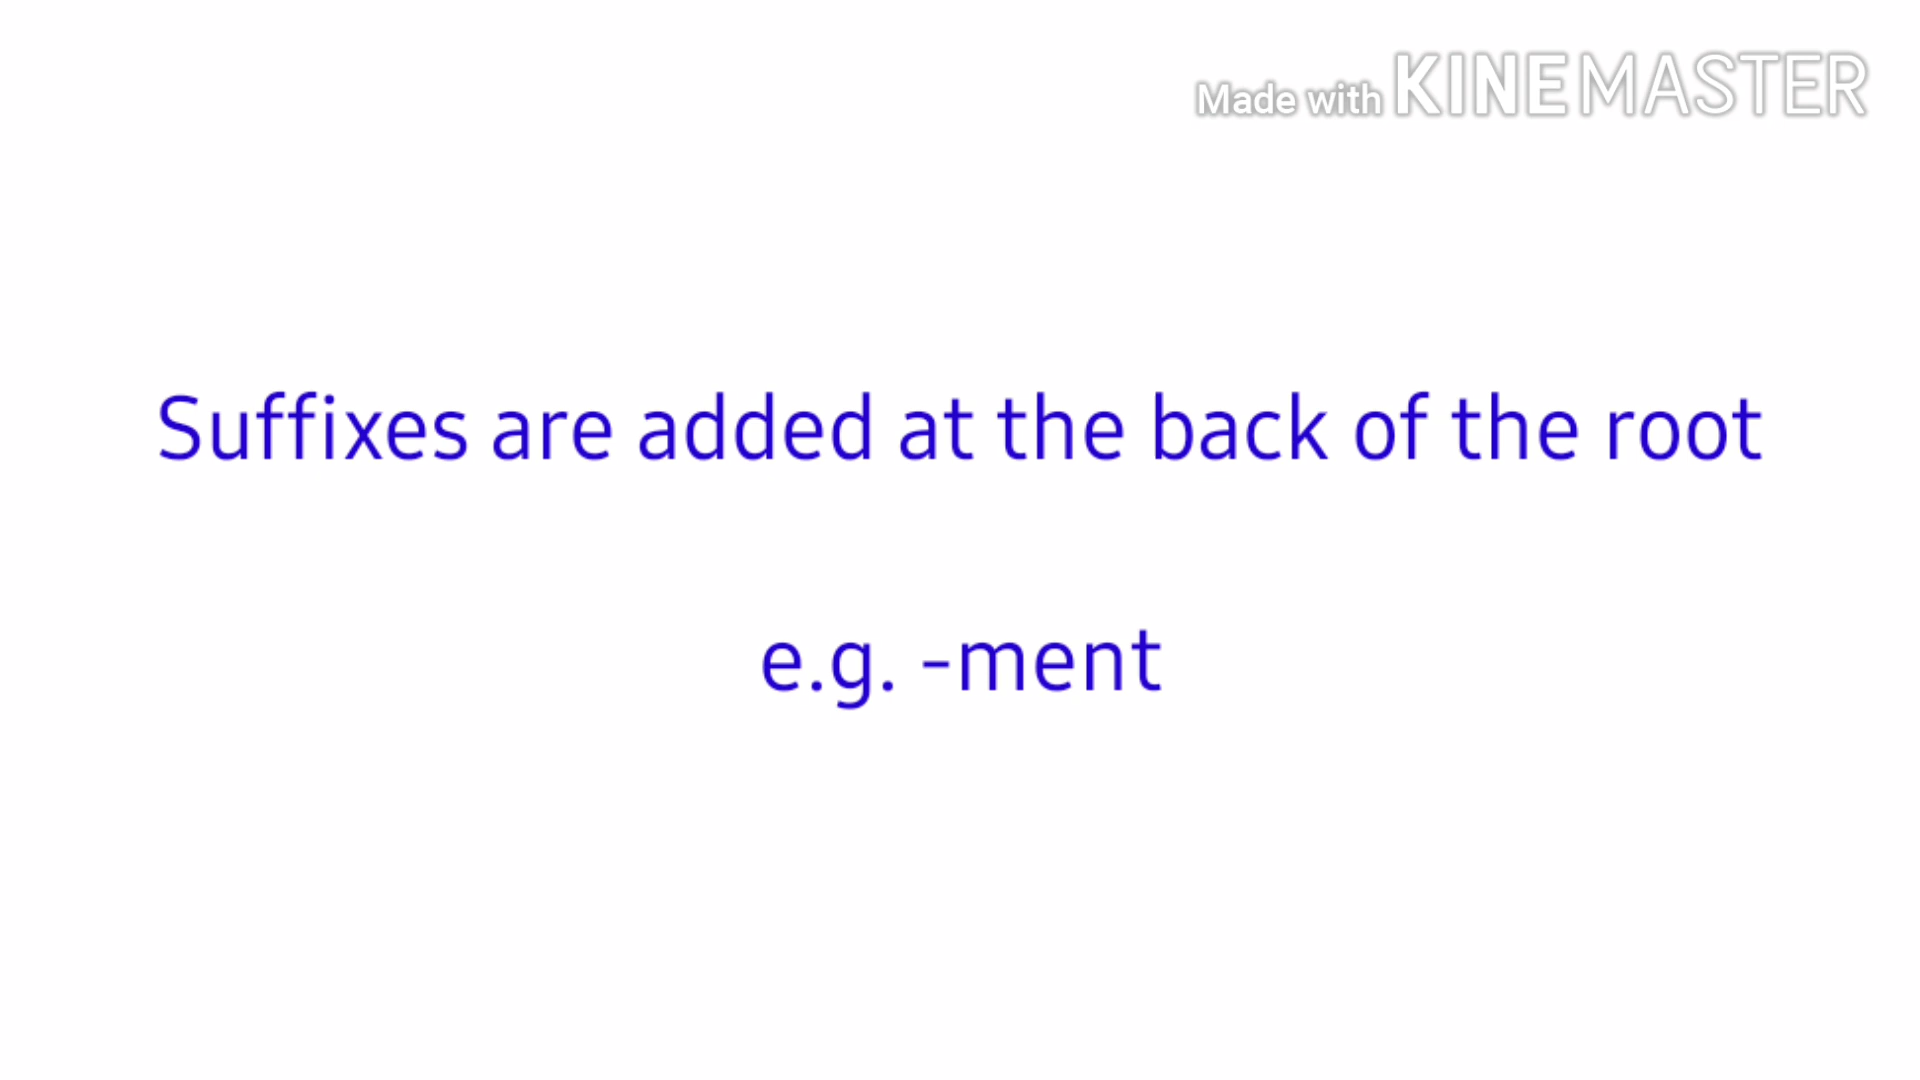 Made with KINEMASTER
Suffixes are added at the back of the root
e.g. -ment